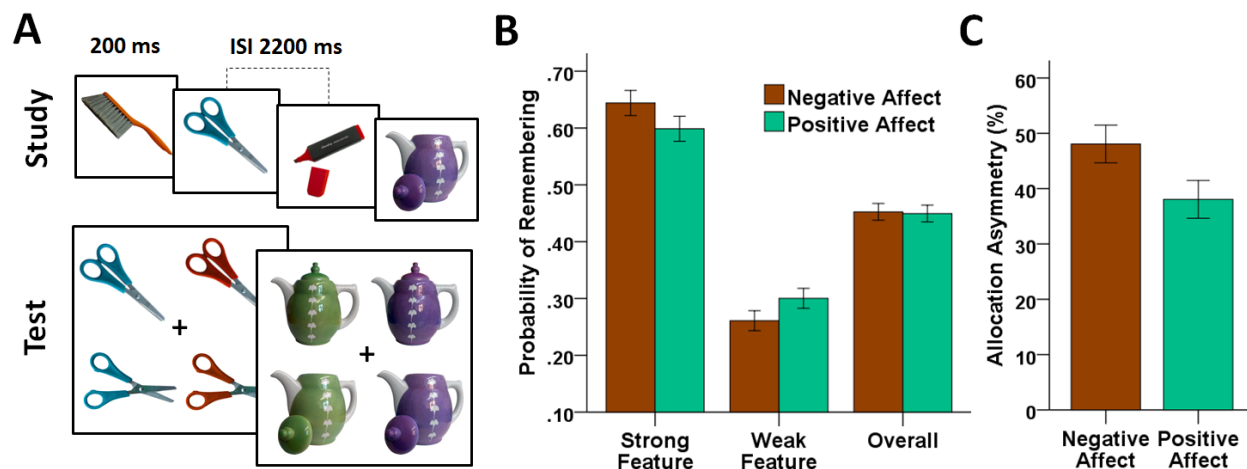 A
200 ms
ISI 2200 ms
Study
Test
B
Probability of Remembering
.70
.60
.50
.40
.30
.20
.10
Negative Affect
Positive Affect
Strong
Feature
Weak
Feature
Overall
C
Allocation Asymmetry (%)
60
50
40
30
20
10
0
Negative
Affect
Positive
Affect